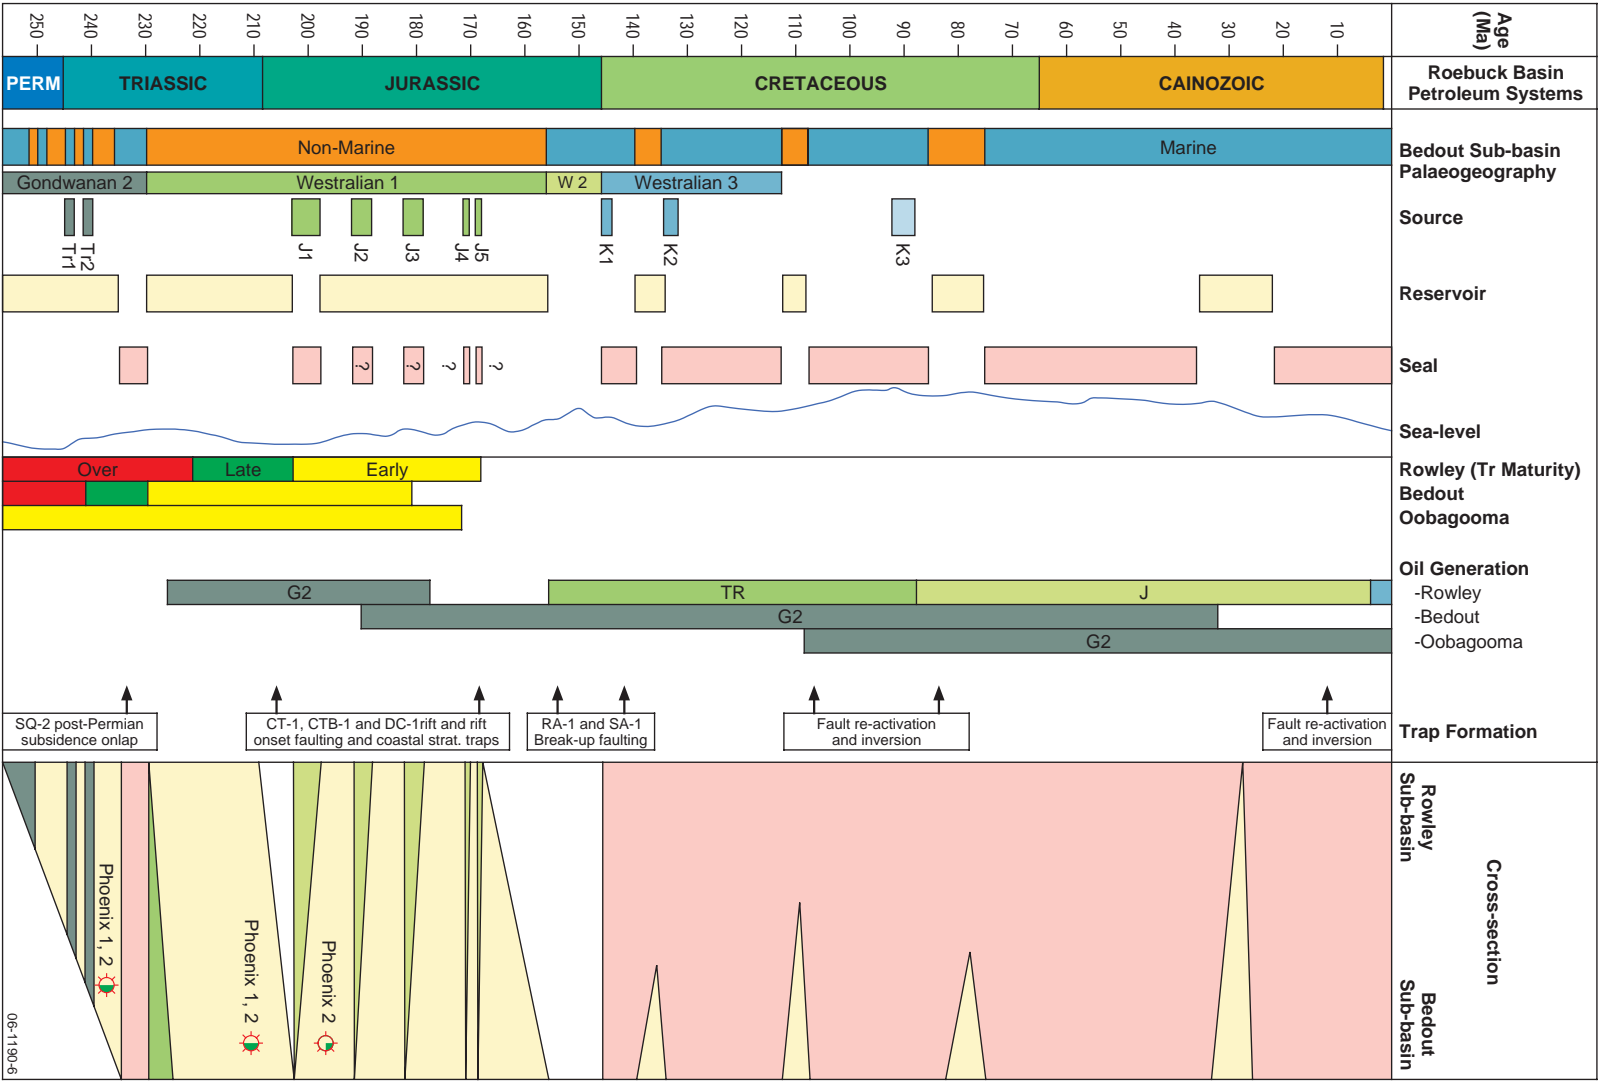 250
240
230
220
210
200
190
180
170
160
150
140
130
120
110
100
90
80
70
60
50
40
30
20
10
Age
(Ma)
PERM
TRIASSIC
JURASSIC
CRETACEOUS
CAINOZOIC
Roebuck Basin
Petroleum Systems
Non-Marine
Marine
Bedout Sub-basin
Palaeogeography
Gondwanan 2
Westralian 1
W 2
Westralian 3
Source
Tr1
Tr2
J1
J2
J3
J4
J5
K1
K2
K3
Reservoir
?
?
?
?
Seal
Sea-level
Over
Late
Early
Rowley (Tr Maturity)
Bedout
Oobagooma
Oil Generation
G2
TR
J
-Rowley
G2
-Bedout
G2
-Oobagooma
SQ-2 post-Permian
subsidence onlap
CT-1, CTB-1 and DC-1rift and rift
onset faulting and coastal strat. traps
RA-1 and SA-1
Break-up faulting
Fault re-activation
and inversion
Fault re-activation
and inversion
Trap Formation
Phoenix 1, 2
Phoenix 1, 2
Phoenix 2
Rowley
Sub-basin
Cross-section
Bedout
Sub-basin
06-1190-6